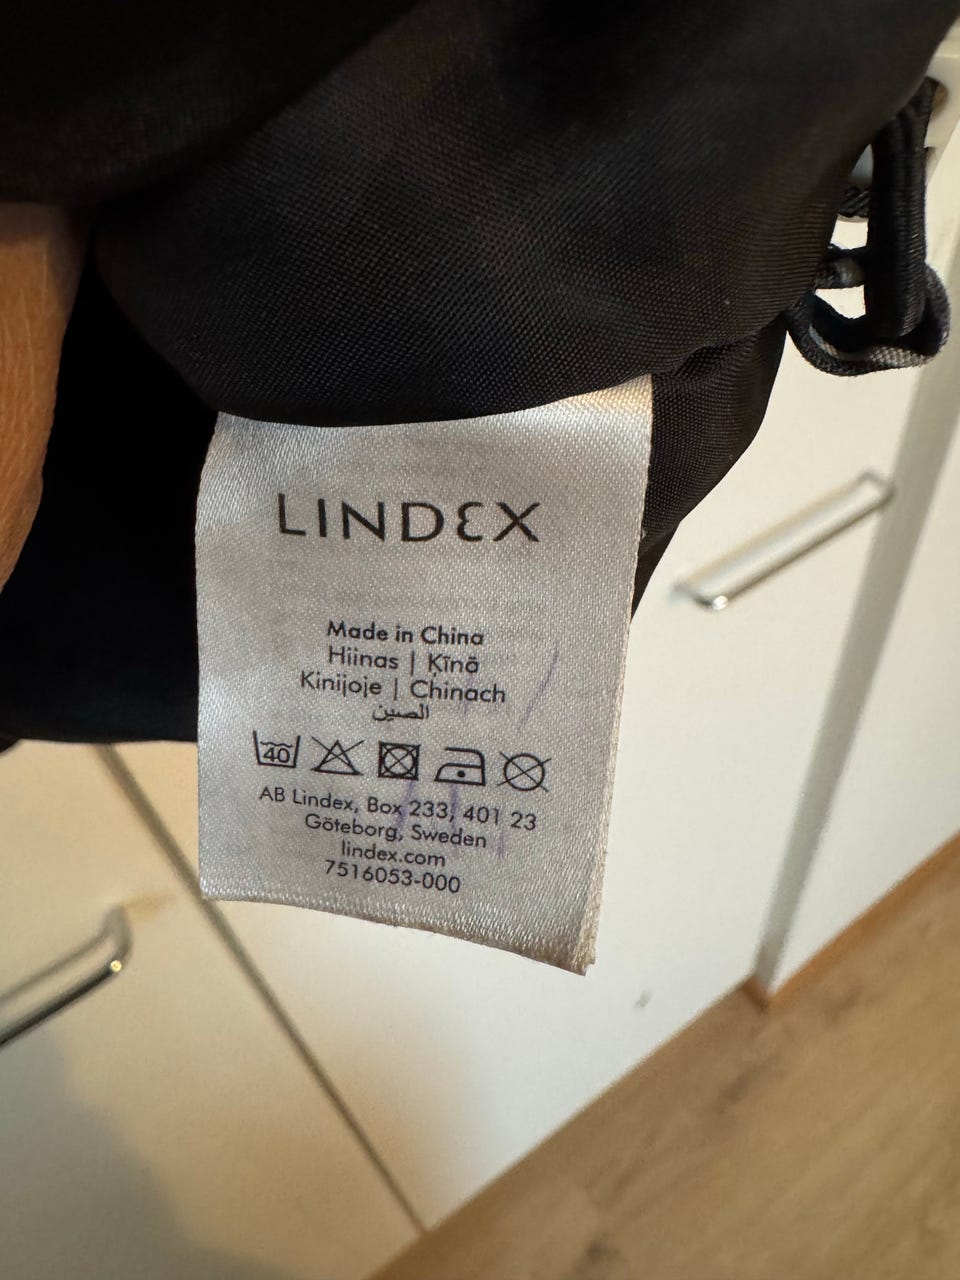 LINDEX
Made in China
Hiinas | Ķīnā
Kinijoje | Chinach
الصين
40
AB Lindex, Box 233, 401 23
Göteborg, Sweden
lindex.com
7516053-000